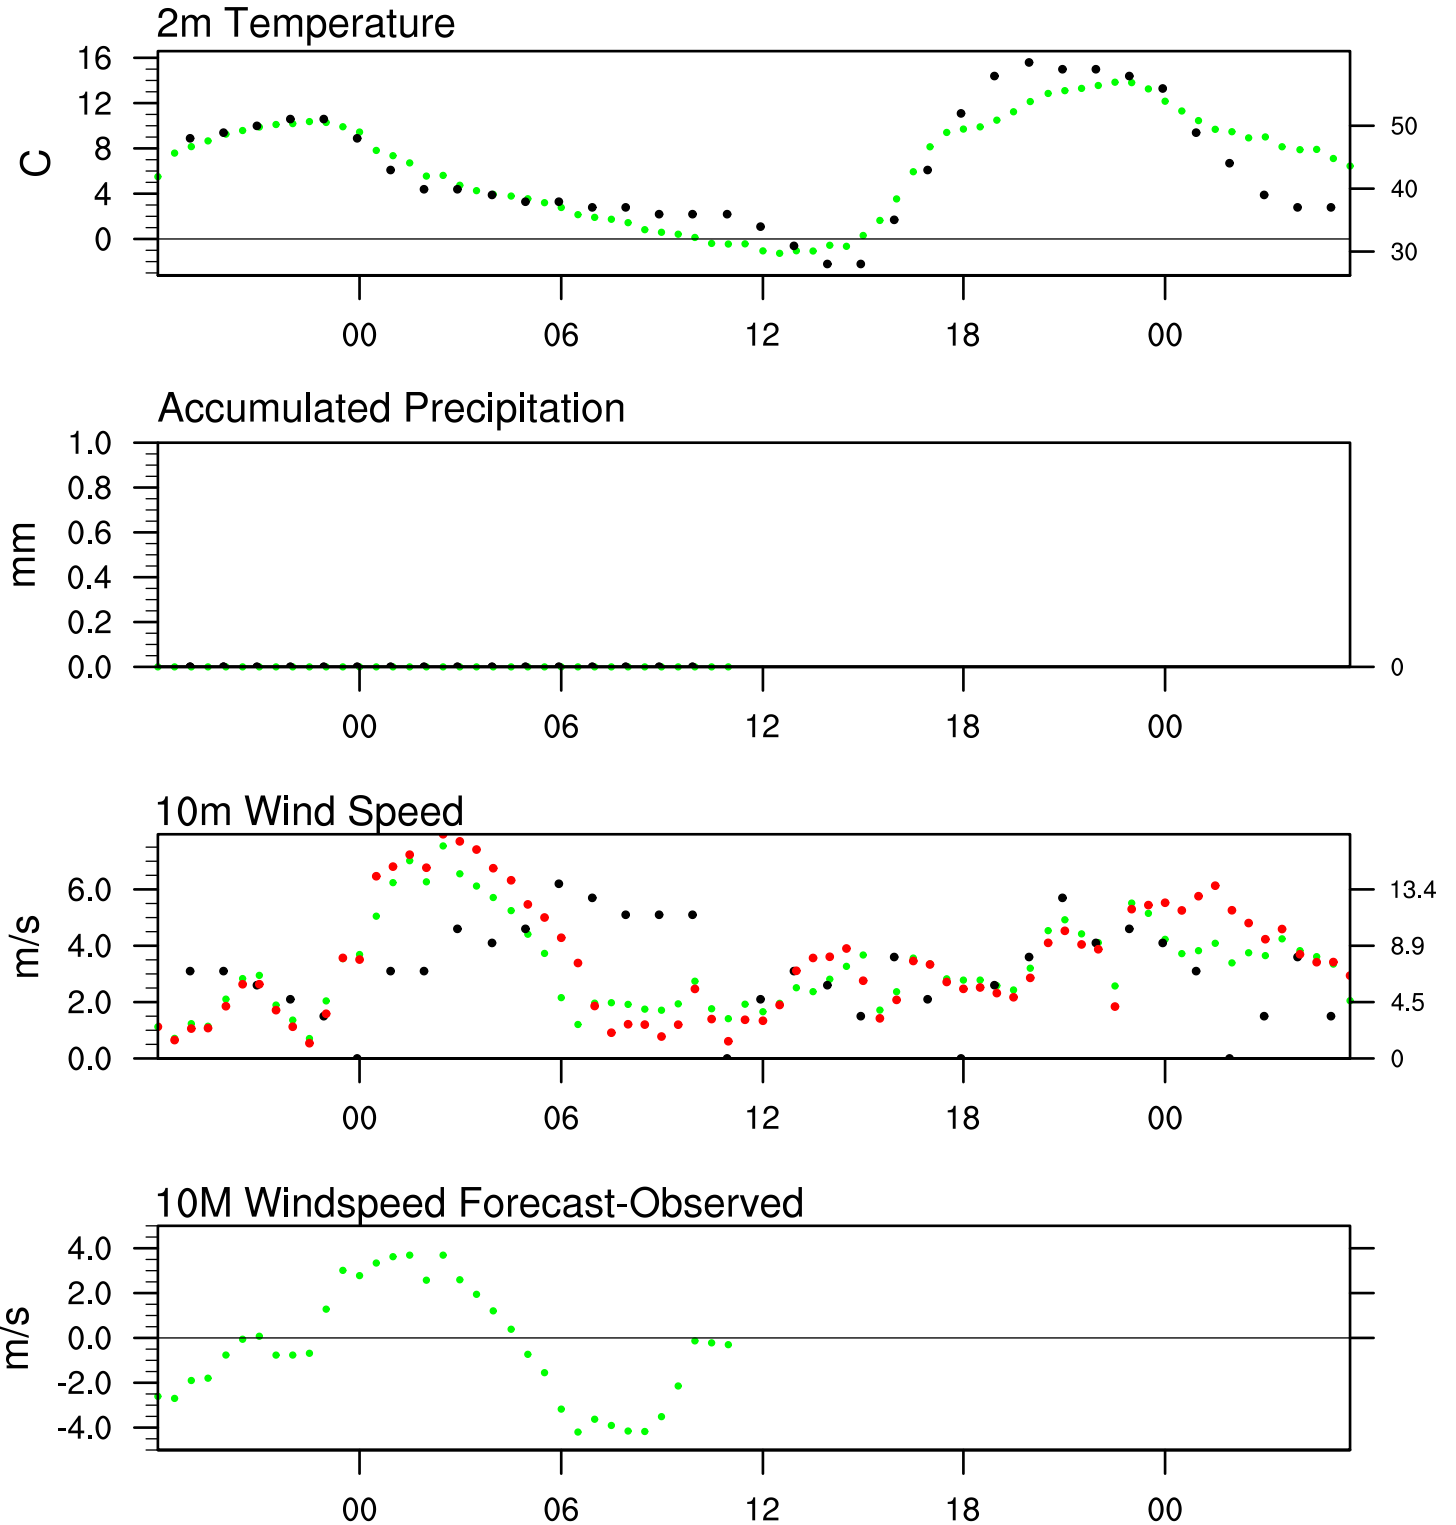 2m Temperature
16
12
8
4
0
C
50
40
30
00 06 12 18 00
Accumulated Precipitation
1.0
0.8
0.6
0.4
0.2
0.0
mm
0
00 06 12 18 00
10m Wind Speed
6.0
4.0
2.0
0.0
m/s
13.4
8.9
4.5
0
00 06 12 18 00
10M Windspeed Forecast-Observed
4.0
2.0
0.0
-2.0
-4.0
m/s
00 06 12 18 00